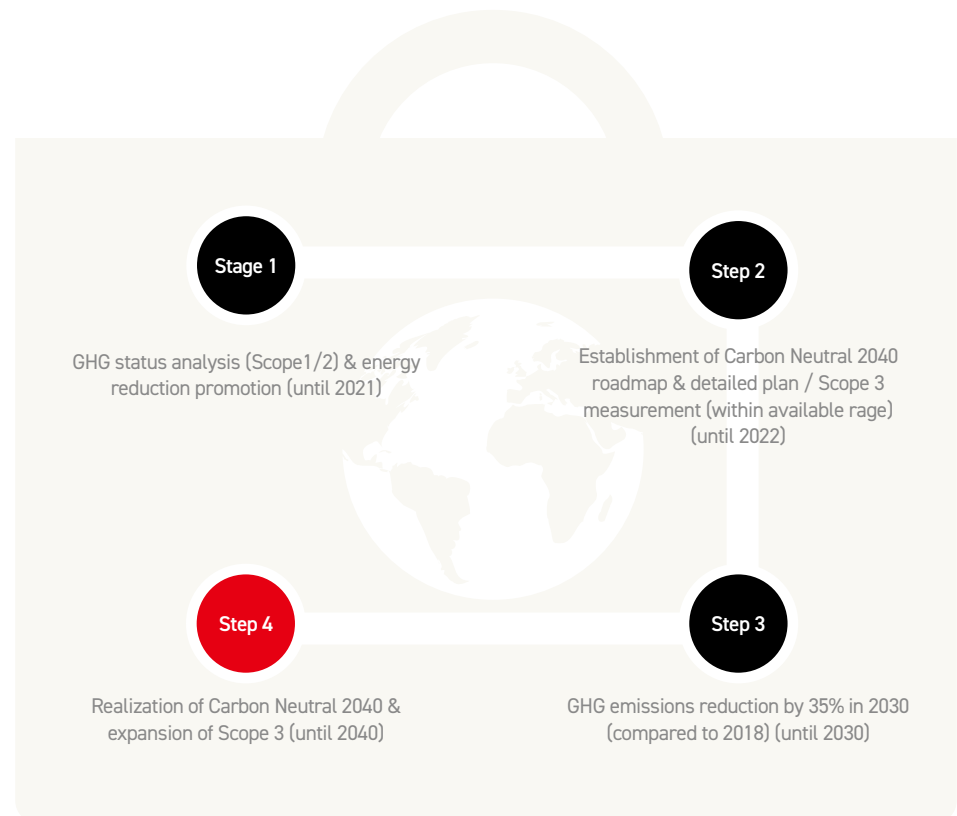 Stage 1
GHG status analysis (Scope1/2) & energy
reduction promotion (until 2021)
Step 2
Establishment of Carbon Neutral 2040
roadmap & detailed plan / Scope 3
measurement (within available rage)
(until 2022)
Step 3
GHG emissions reduction by 35% in 2030
(compared to 2018) (until 2030)
Step 4
Realization of Carbon Neutral 2040 &
expansion of Scope 3 (until 2040)